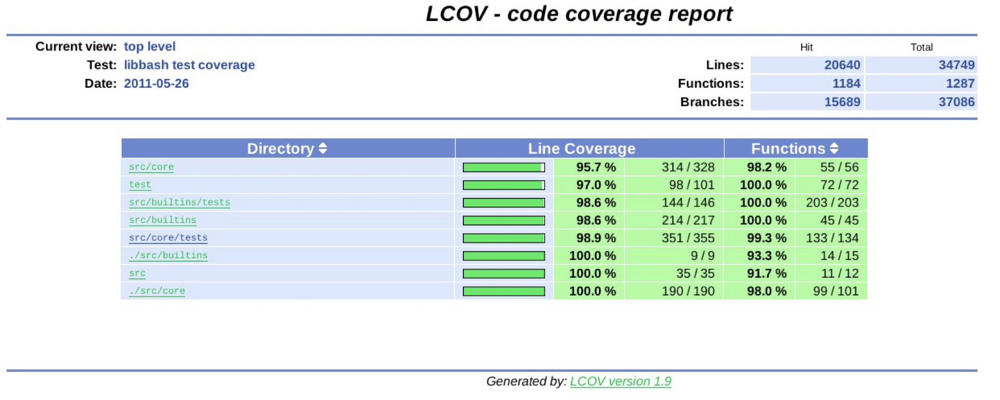 LCOV - code coverage report
Current view: top level
Hit Total
Test: libbash test coverage
Lines: 20640 34749
Date: 2011-05-26
Functions: 1184 1287
Branches: 15689 37086
Directory Line Coverage Functions
src/core 95.7 % 314 / 328 98.2 % 55 / 56
test 97.0 % 98 / 101 100.0 % 72 / 72
src/builtins/tests 98.6 % 144 / 146 100.0 % 203 / 203
src/builtins 98.6 % 214 / 217 100.0 % 45 / 45
src/core/tests 98.9 % 351 / 355 99.3 % 133 / 134
./src/builtins 100.0 % 9 / 9 93.3 % 14 / 15
src 100.0 % 35 / 35 91.7 % 11 / 12
./src/core 100.0 % 190 / 190 98.0 % 99 / 101
Generated by: LCOV version 1.9